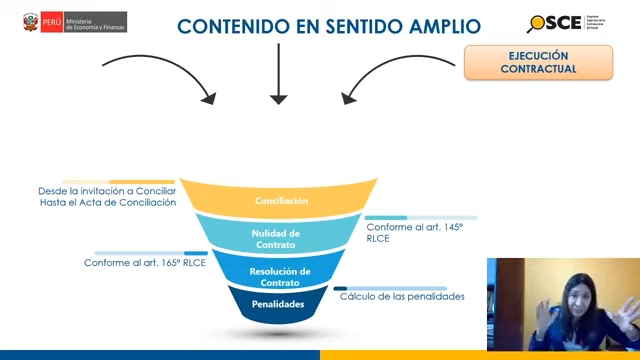 PERÚ
Ministerio
de Economía y Finanzas
CONTENIDO EN SENTIDO AMPLIO
OSCE
EJECUCIÓN
CONTRACTUAL
Desde la invitación a Conciliar
Hasta el Acta de Conciliación
Conciliación
Nulidad de
Contrato
Conforme al art. 145°
RLCE
Conforme al art. 165° RLCE
Resolución de
Contrato
Penalidades
Cálculo de las penalidades